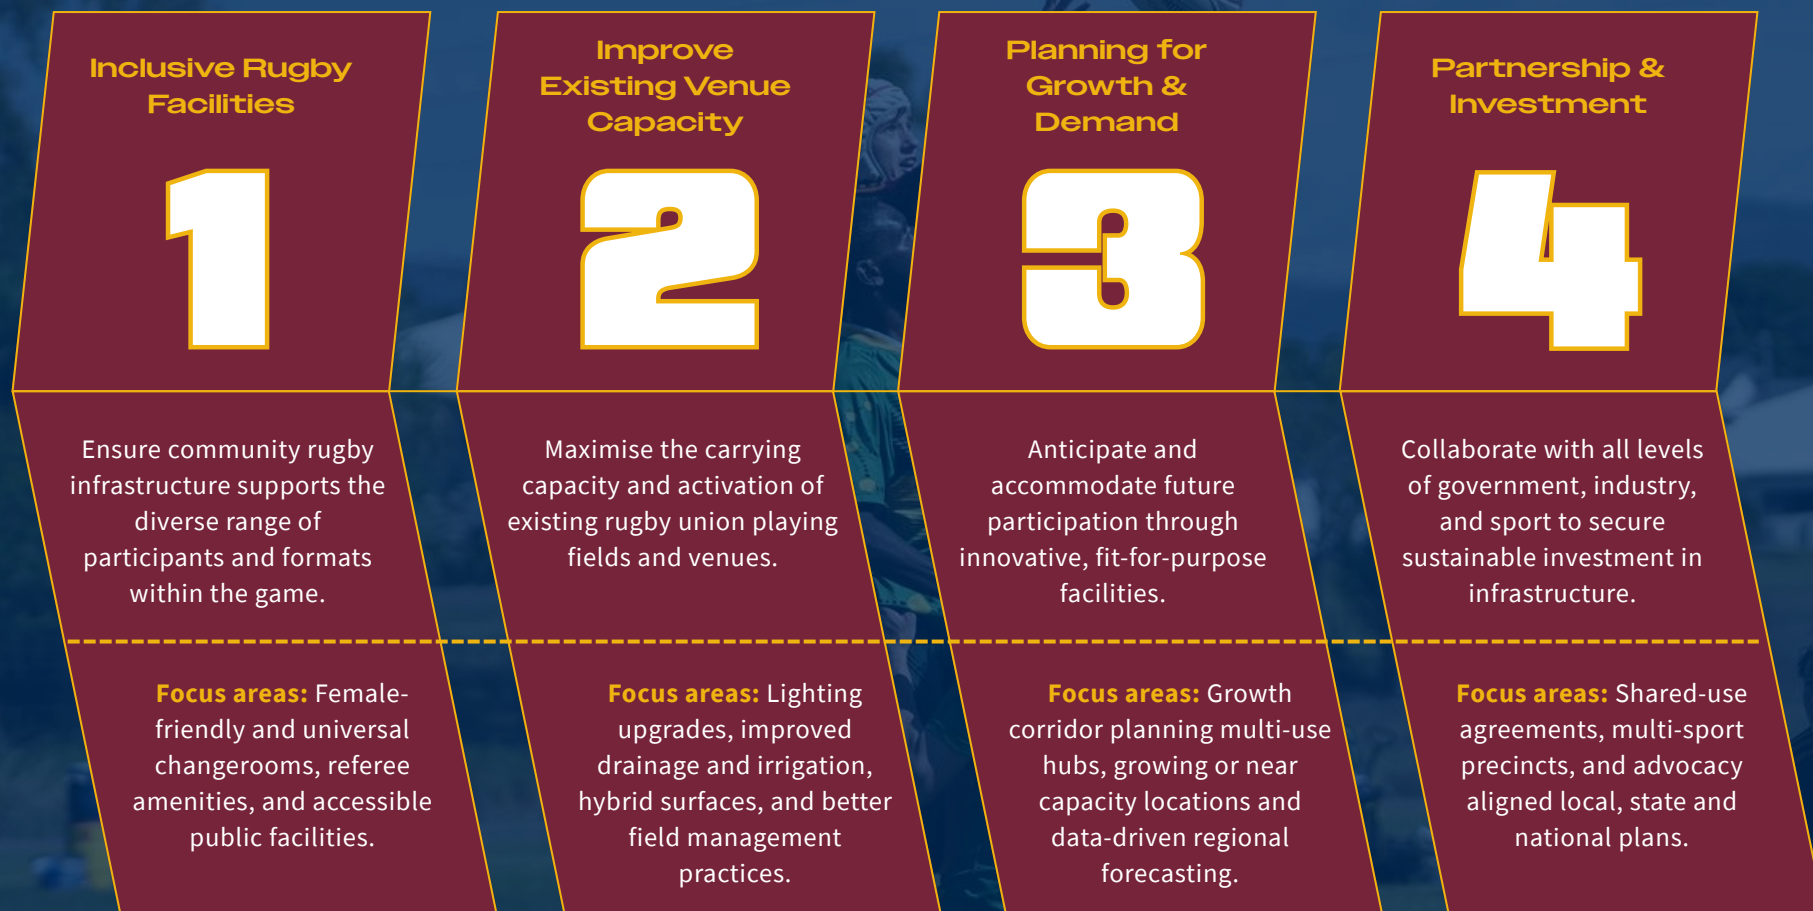 Inclusive Rugby
Facilities
1
Ensure community rugby
infrastructure supports the
diverse range of
participants and formats
within the game.
Focus areas: Female-
friendly and universal
changerooms, referee
amenities, and accessible
public facilities.
Improve
Existing Venue
Capacity
2
Maximise the carrying
capacity and activation of
existing rugby union playing
fields and venues.
Focus areas: Lighting
upgrades, improved
drainage and irrigation,
hybrid surfaces, and better
field management
practices.
Planning for
Growth &
Demand
3
Anticipate and
accommodate future
participation through
innovative, fit-for-purpose
facilities.
Focus areas: Growth
corridor planning multi-use
hubs, growing or near
capacity locations and
data-driven regional
forecasting.
Partnership &
Investment
4
Collaborate with all levels
of government, industry,
and sport to secure
sustainable investment in
infrastructure.
Focus areas: Shared-use
agreements, multi-sport
precincts, and advocacy
aligned local, state and
national plans.